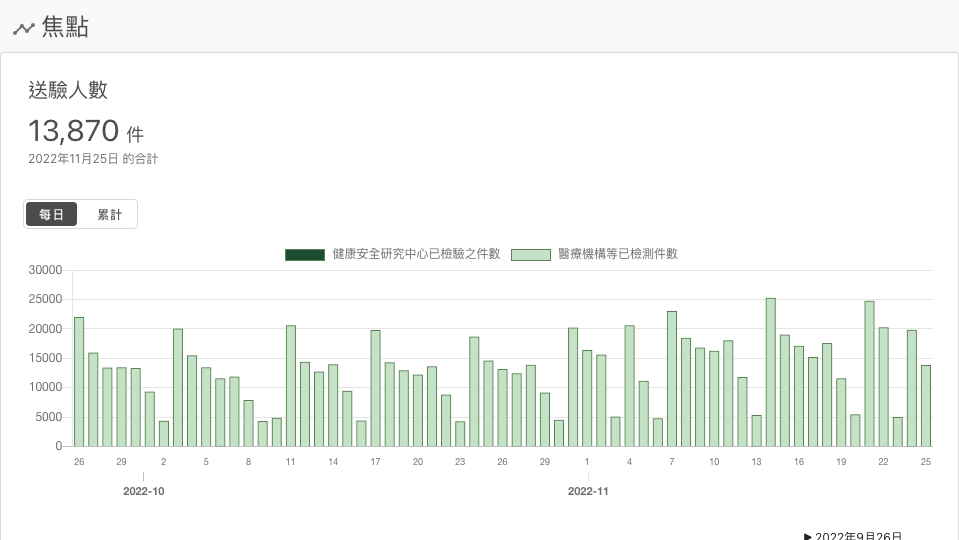 焦點
送驗人數
13,870 件
2022年11月25日 的合計
每日 累計
健康安全研究中心已檢驗之件數 醫療機構等已檢測件數
30000
25000
20000
15000
10000
5000
0
26 29 2 5 8 11 14 17 20 23 26 29 1 4 7 10 13 16 19 22 25
2022-10 2022-11
▶ 2022年9月26日